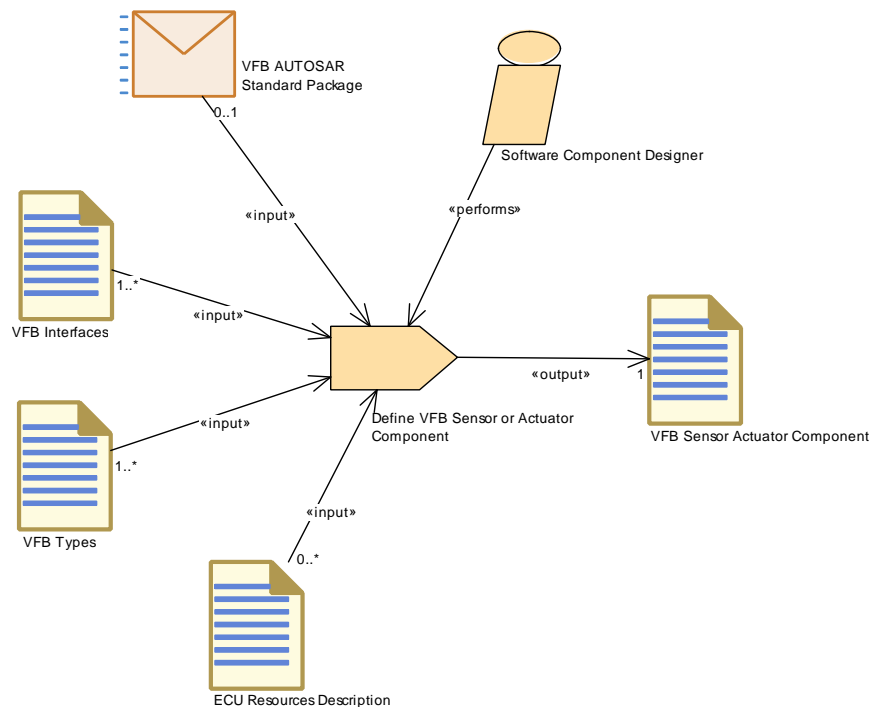 VFB AUTOSAR
Standard Package
0..1
Software Component Designer
«input»
«performs»
1..*
VFB Interfaces
«input»
«output»
1
Define VFB Sensor or Actuator
Component
VFB Sensor Actuator Component
«input»
1..*
VFB Types
«input»
0..*
ECU Resources Description